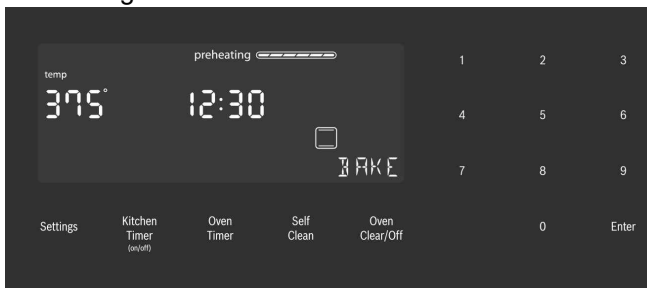 preheating
temp
375° 12:30
BAKE
1 2 3
4 5 6
7 8 9
0 Enter
Settings
Kitchen
Timer
(on/off)
Oven
Timer
Self
Clean
Oven
Clear/Off